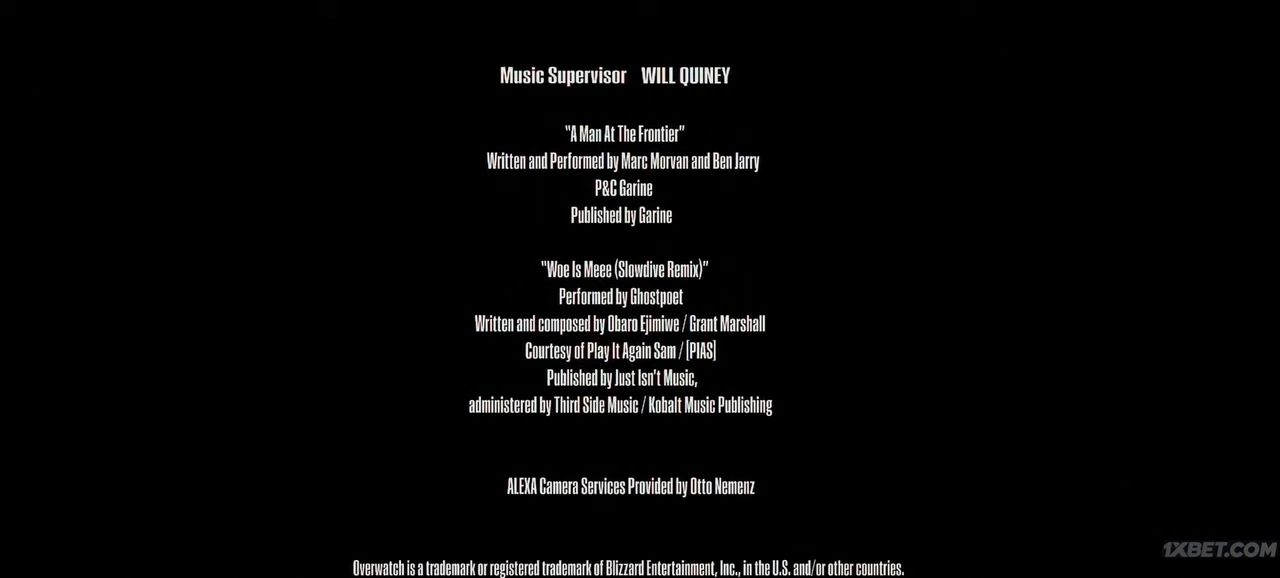 Music Supervisor WILL QUINEY
“A Man At The Frontier”
Written and Performed by Marc Morvan and Ben Jarry
P&C Garine
Published by Garine
“Woe Is Meee (Slowdive Remix)”
Performed by Ghostpoet
Written and composed by Obaro Ejimiwe / Grant Marshall
Courtesy of Play It Again Sam / [PIAS]
Published by Just Isn’t Music,
administered by Third Side Music / Kobalt Music Publishing
ALEXA Camera Services Provided by Otto Nemenz
1XBET.COM
Overwatch is a trademark or registered trademark of Blizzard Entertainment, Inc., in the U.S. and/or other countries.